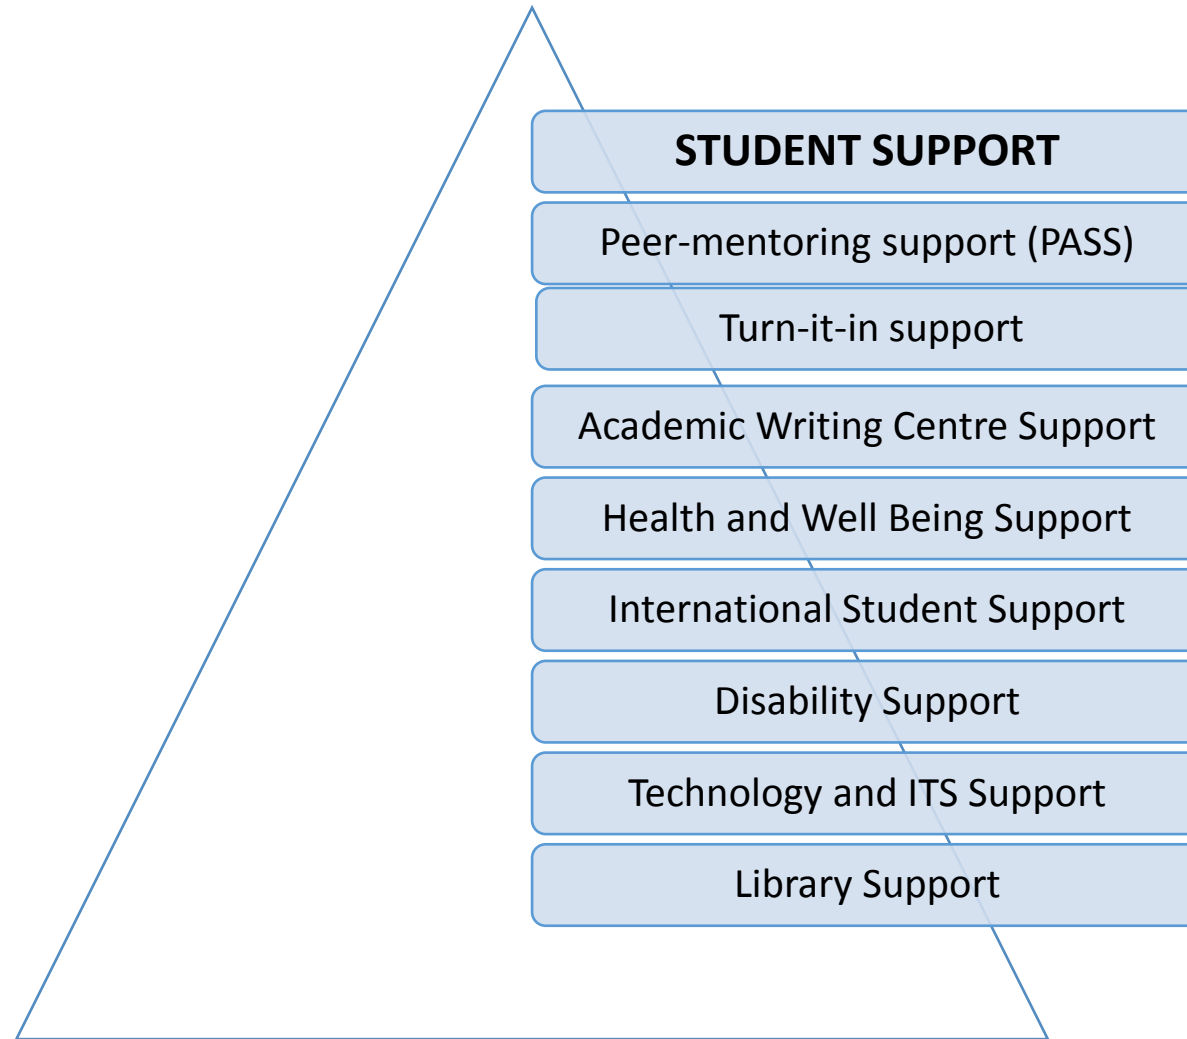 STUDENT SUPPORT
Peer-mentoring support (PASS)
Turn-it-in support
Academic Writing Centre Support
Health and Well Being Support
International Student Support
Disability Support
Technology and ITS Support
Library Support